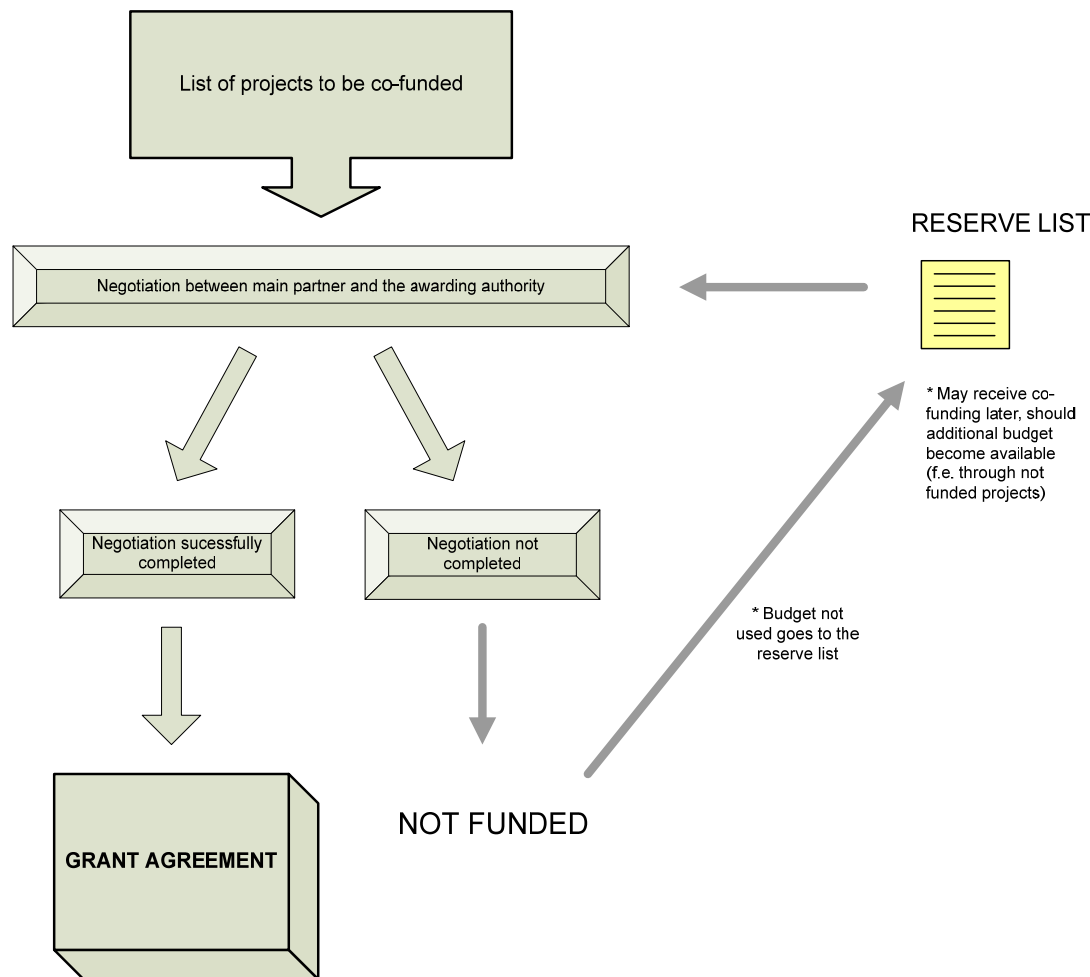 List of projects to be co-funded
RESERVE LIST
Negotiation between main partner and the awarding authority
* May receive co-
funding later, should
additional budget
become available
(f.e. through not
funded projects)
Negotiation sucessfully
completed
Negotiation not
completed
* Budget not
used goes to the
reserve list
NOT FUNDED
GRANT AGREEMENT